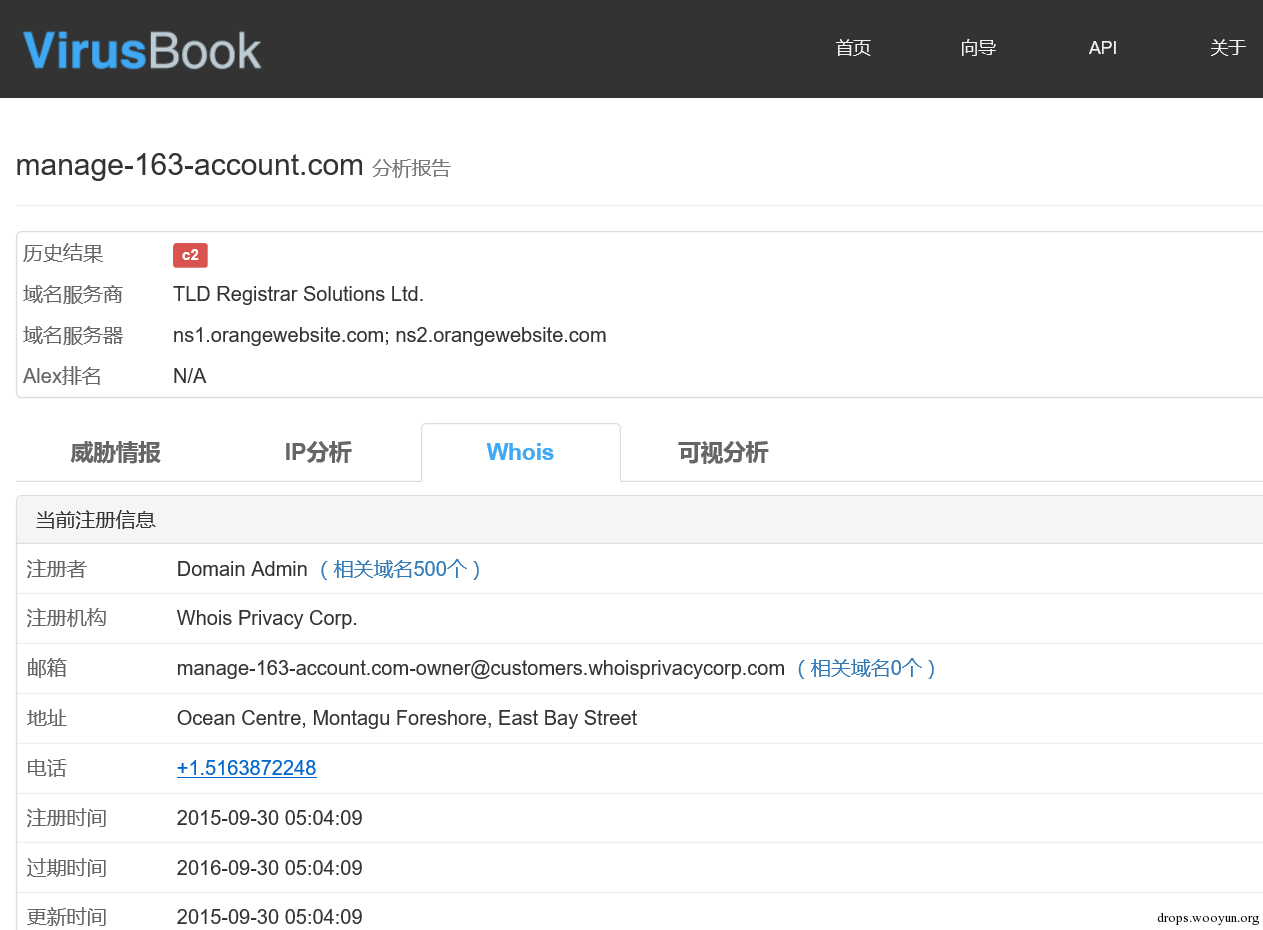 VirusBook 首页 向导 API 关于
manage-163-account.com 分析报告
历史结果 c2
域名服务商 TLD Registrar Solutions Ltd.
域名服务器 ns1.orangewebsite.com; ns2.orangewebsite.com
Alex排名 N/A
威胁情报 IP分析 Whois 可视分析
当前注册信息
注册者 Domain Admin （相关域名500个）
注册机构 Whois Privacy Corp.
邮箱 manage-163-account.com-owner@customers.whoisprivacycorp.com （相关域名0个）
地址 Ocean Centre, Montagu Foreshore, East Bay Street
电话 +1.5163872248
注册时间 2015-09-30 05:04:09
过期时间 2016-09-30 05:04:09
更新时间 2015-09-30 05:04:09
drops.wooyun.org